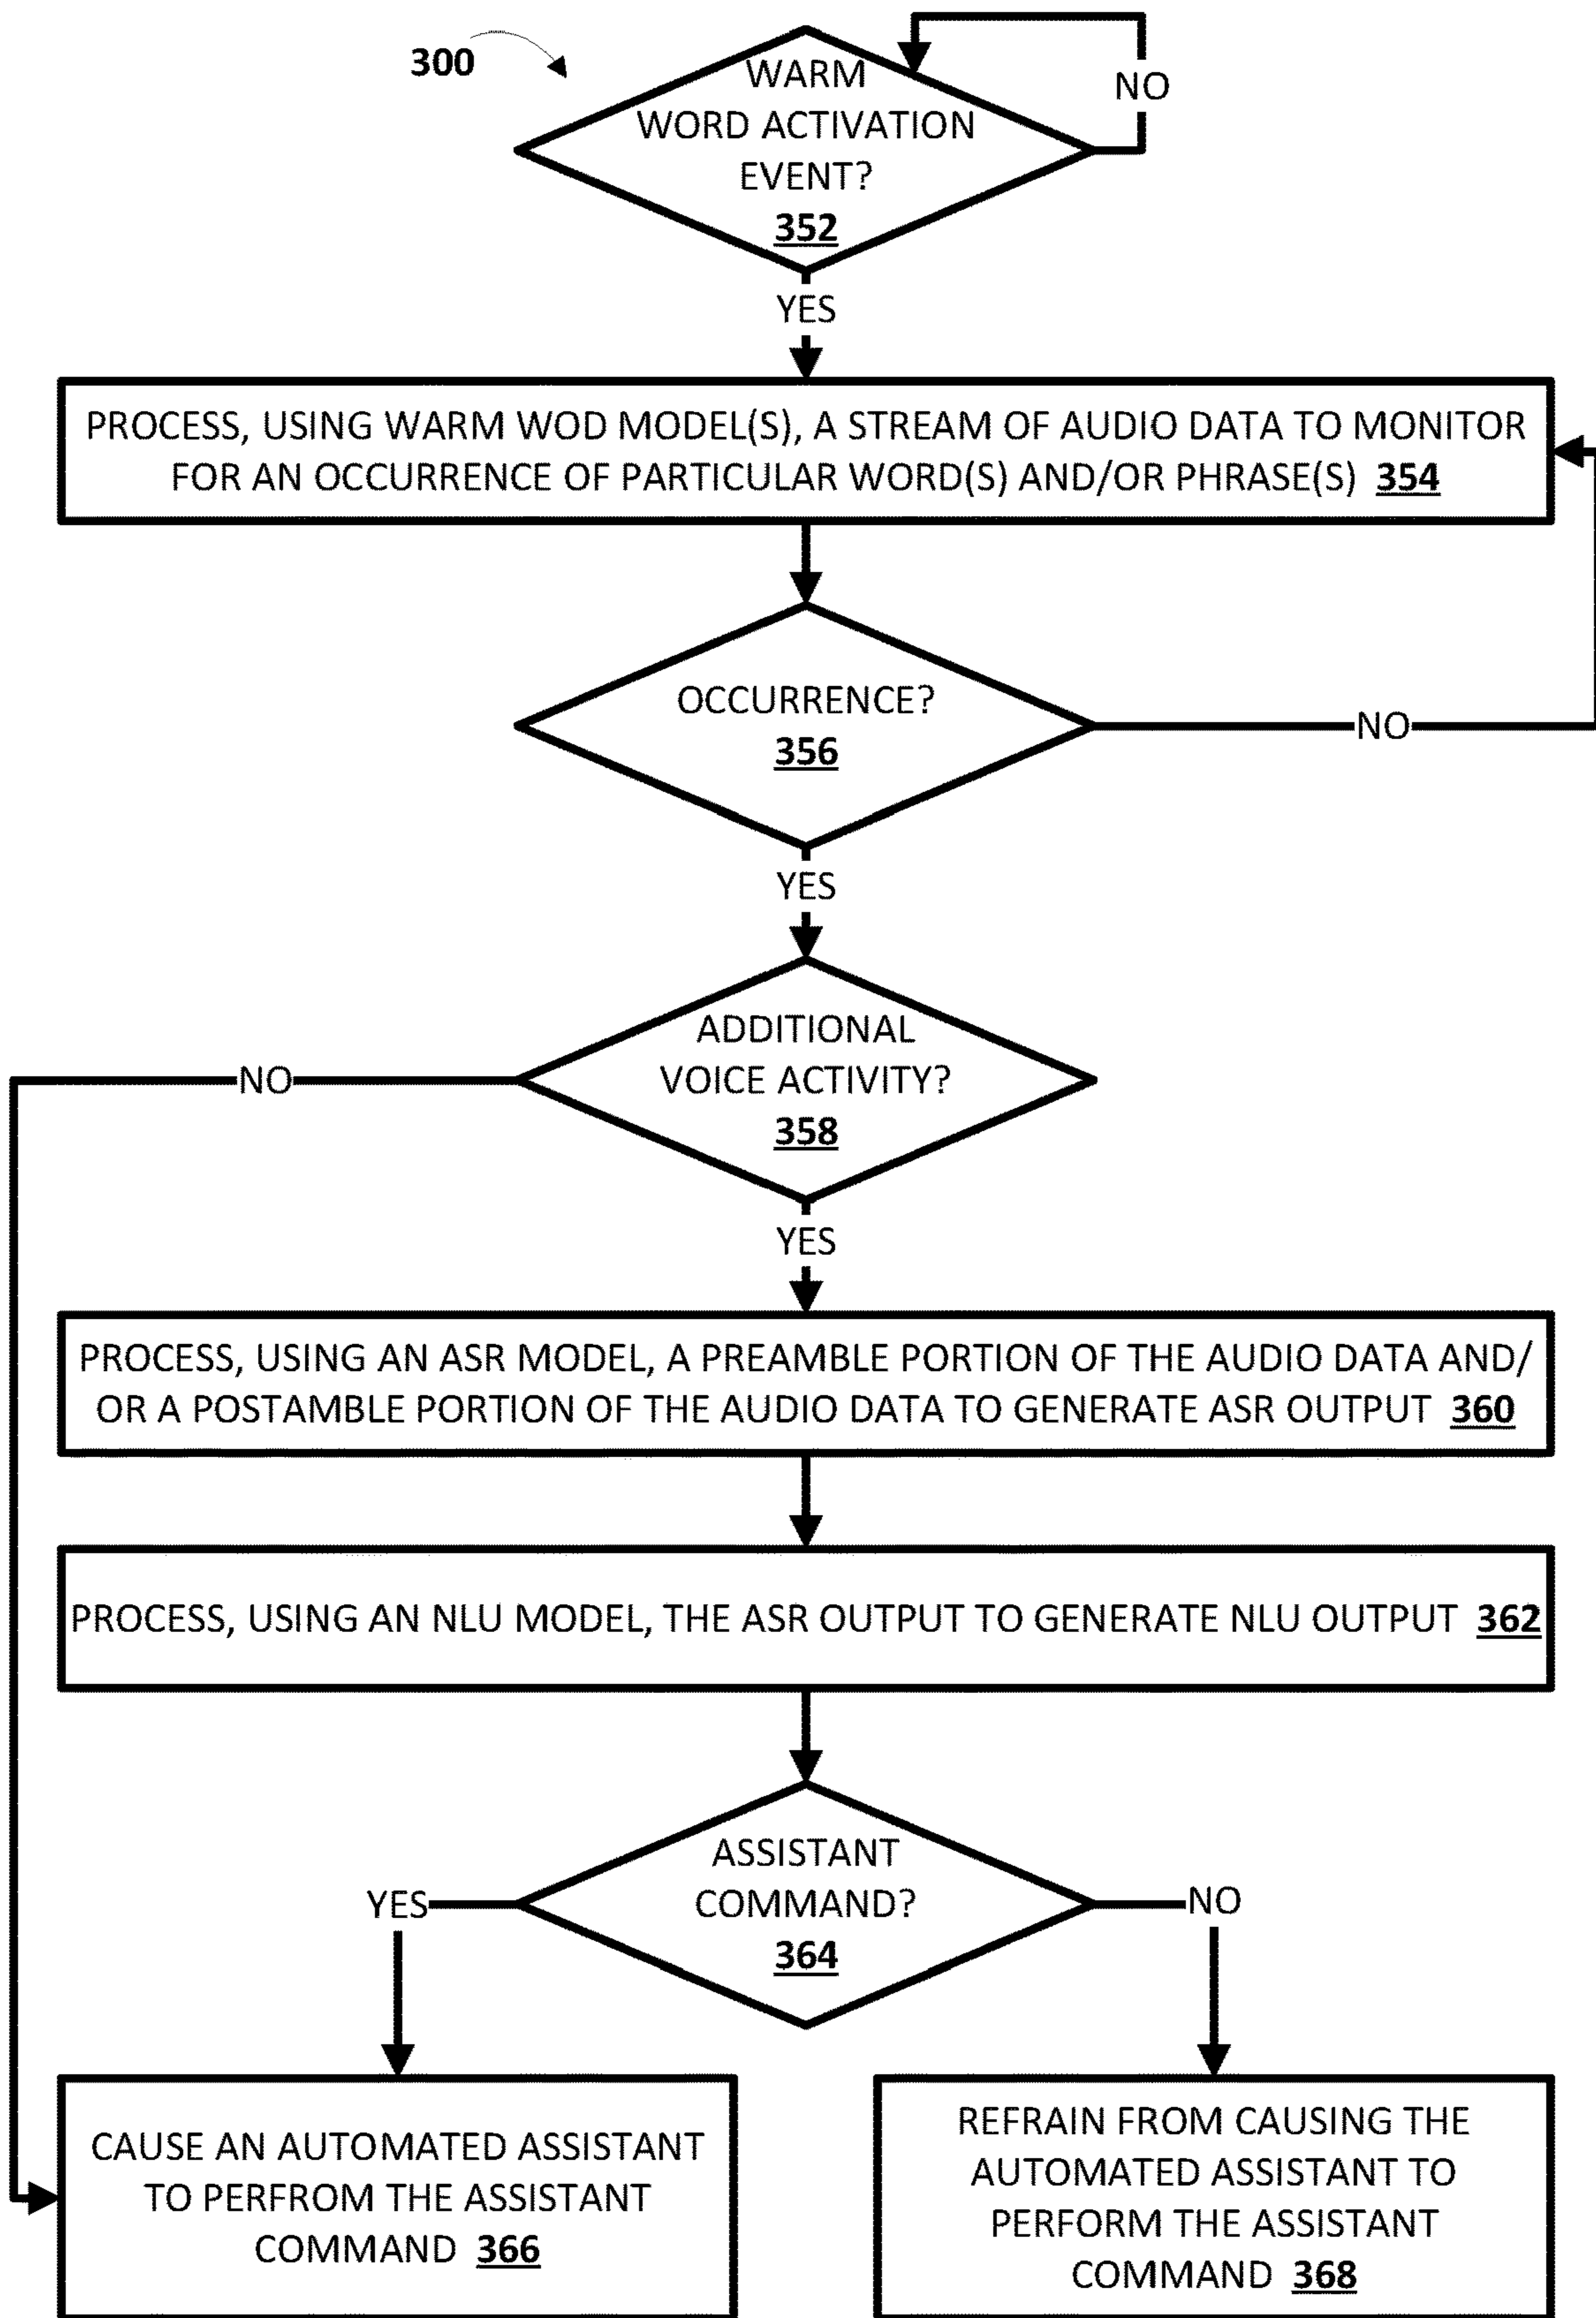 300
WARM
WORD ACTIVATION
EVENT?
352
NO
YES
PROCESS, USING WARM WOD MODEL(S), A STREAM OF AUDIO DATA TO MONITOR
FOR AN OCCURRENCE OF PARTICULAR WORD(S) AND/OR PHRASE(S) 354
OCCURRENCE?
356
NO
YES
ADDITIONAL
VOICE ACTIVITY?
358
NO
YES
PROCESS, USING AN ASR MODEL, A PREAMBLE PORTION OF THE AUDIO DATA AND/
OR A POSTAMBLE PORTION OF THE AUDIO DATA TO GENERATE ASR OUTPUT 360
PROCESS, USING AN NLU MODEL, THE ASR OUTPUT TO GENERATE NLU OUTPUT 362
ASSISTANT
COMMAND?
364
YES
NO
CAUSE AN AUTOMATED ASSISTANT
TO PERFROM THE ASSISTANT
COMMAND 366
REFRAIN FROM CAUSING THE
AUTOMATED ASSISTANT TO
PERFORM THE ASSISTANT
COMMAND 368